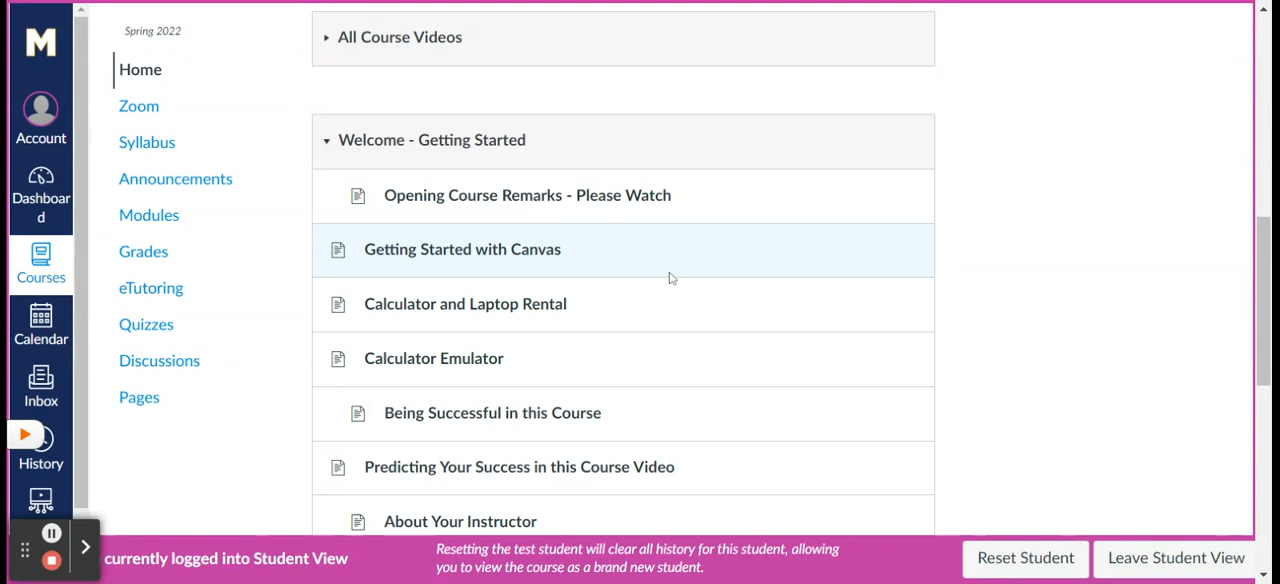 M
Account
Dashboar
d
Courses
Calendar
Inbox
History
Spring 2022
Home
Zoom
Syllabus
Announcements
Modules
Grades
eTutoring
Quizzes
Discussions
Pages
All Course Videos
Welcome - Getting Started
Opening Course Remarks - Please Watch
Getting Started with Canvas
Calculator and Laptop Rental
Calculator Emulator
Being Successful in this Course
Predicting Your Success in this Course Video
About Your Instructor
currently logged into Student View
Resetting the test student will clear all history for this student, allowing
you to view the course as a brand new student.
Reset Student
Leave Student View